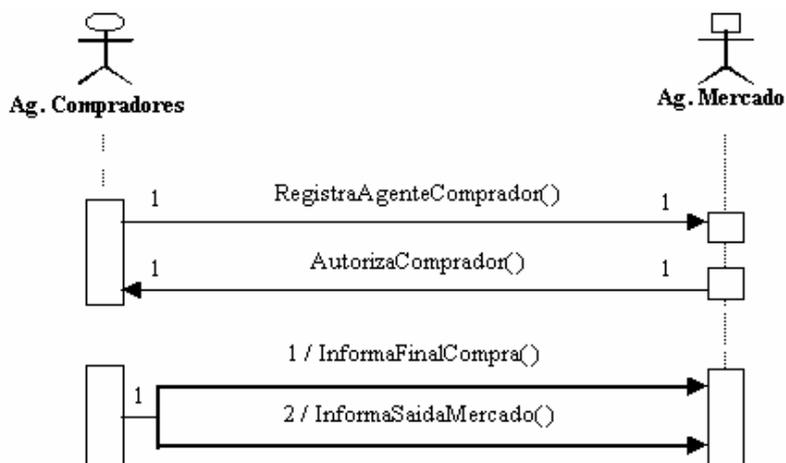 Ag. Compradores
Ag. Mercado
1 RegistraAgenteComprador() 1
1 AutorizaComprador() 1
1 / InformaFinalCompra()
1
2 / InformaSaidaMercado()